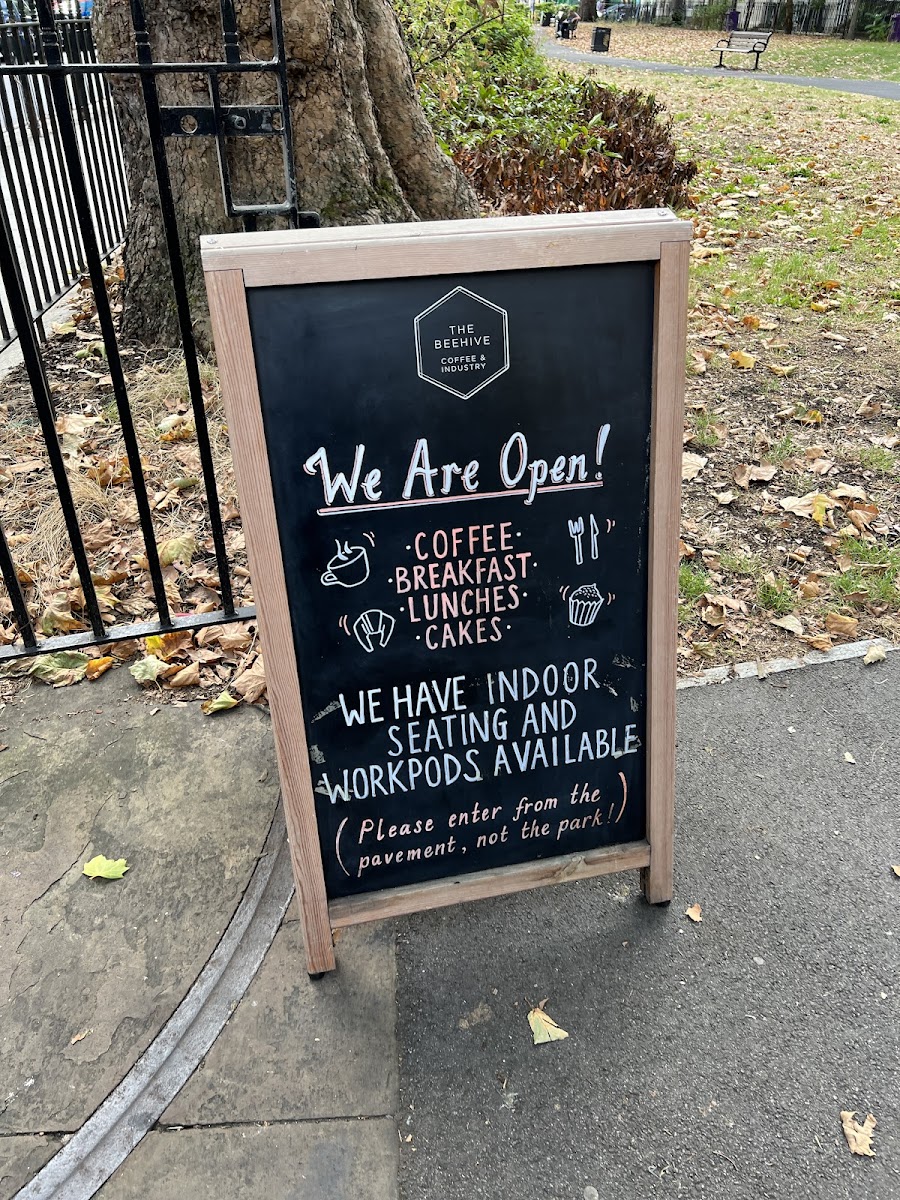 THE
BEEHIVE
COFFEE &
INDUSTRY
We Are Open!
·COFFEE·
·BREAKFAST·
·LUNCHES·
·CAKES·
WE HAVE INDOOR
SEATING AND
WORKPODS AVAILABLE
(Please enter from the
pavement, not the park!)